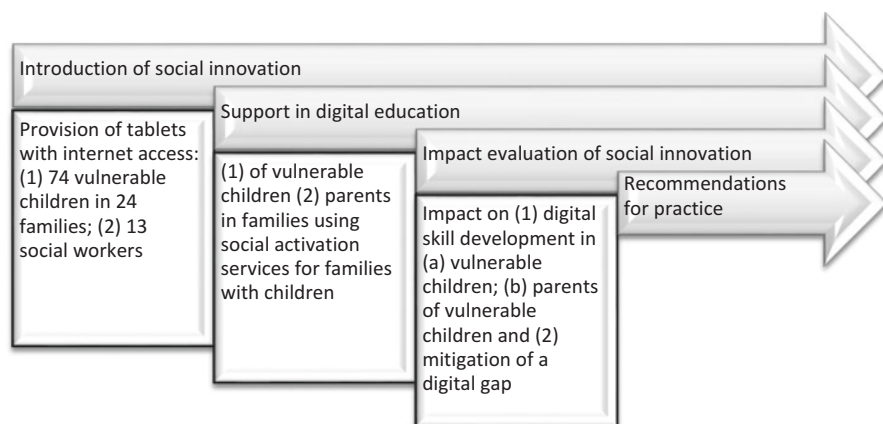 Introduction of social innovation
Provision of tablets
with internet access:
(1) 74 vulnerable
children in 24
families; (2) 13
social workers
Support in digital education
(1) of vulnerable
children (2) parents
in families using
social activation
services for families
with children
Impact evaluation of social innovation
Impact on (1) digital
skill development in
(a) vulnerable
children; (b) parents
of vulnerable
children and (2)
mitigation of a
digital gap
Recommendations
for practice